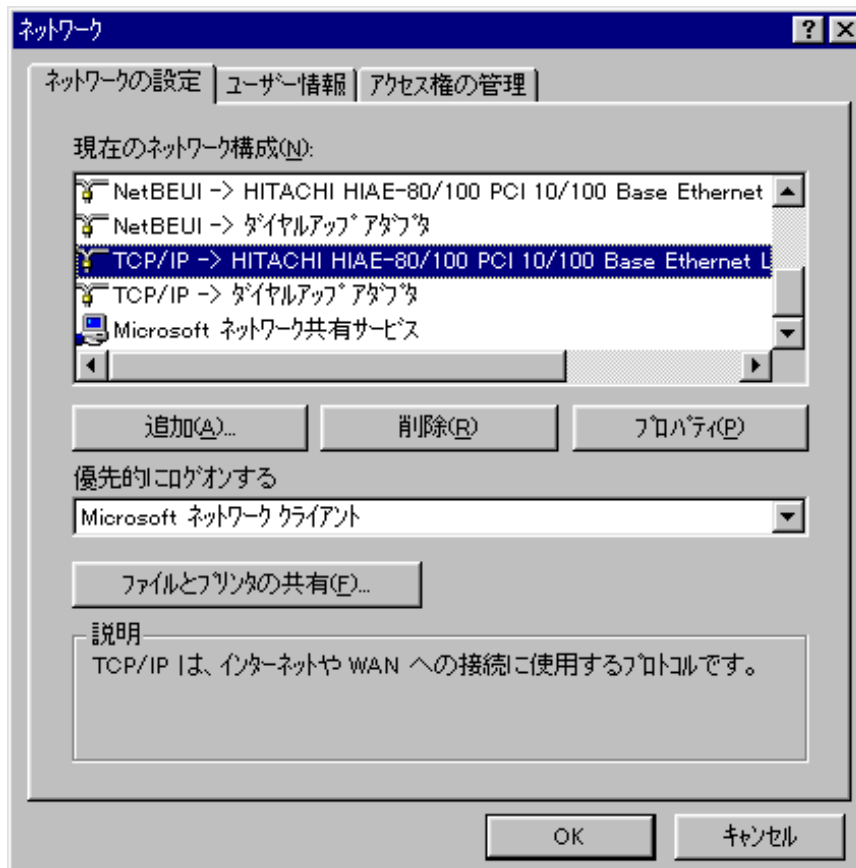 ネットワーク
ネットワークの設定 ユーザー情報 アクセス権の管理
現在のネットワーク構成(N):
NetBEUI -> HITACHI HIAE-80/100 PCI 10/100 Base Ethernet
NetBEUI -> ダイヤルアップ アダプタ
TCP/IP -> HITACHI HIAE-80/100 PCI 10/100 Base Ethernet L
TCP/IP -> ダイヤルアップ アダプタ
Microsoft ネットワーク共有サービス
追加(A)... 削除(R) プロパティ(P)
優先的にログオンする
Microsoft ネットワーク クライアント
ファイルとプリンタの共有(F)...
説明
TCP/IP は、インターネットや WAN への接続に使用するプロトコルです。
OK キャンセル